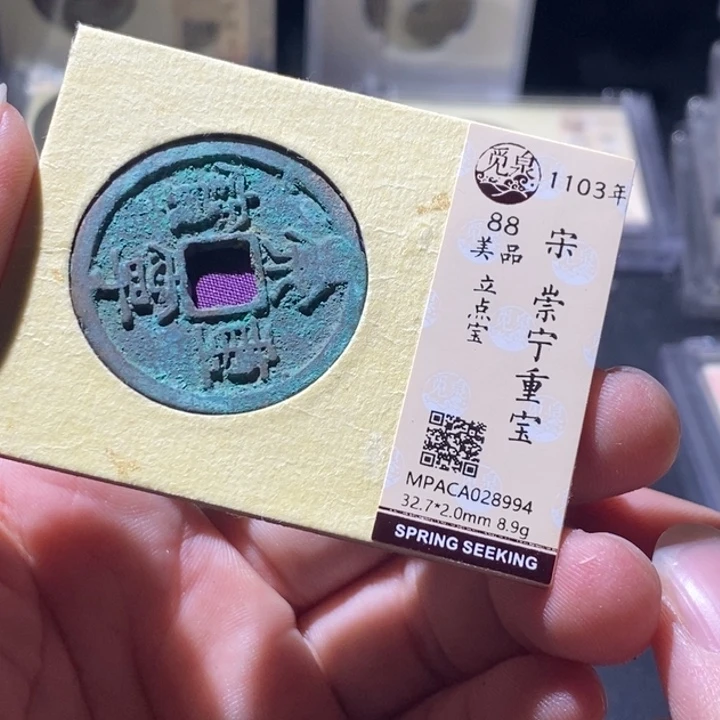 觅泉
1103年
88
美品
立点宝
宋 崇宁重宝
MPACA028994
32.7*2.0mm 8.9g
SPRING SEEKING